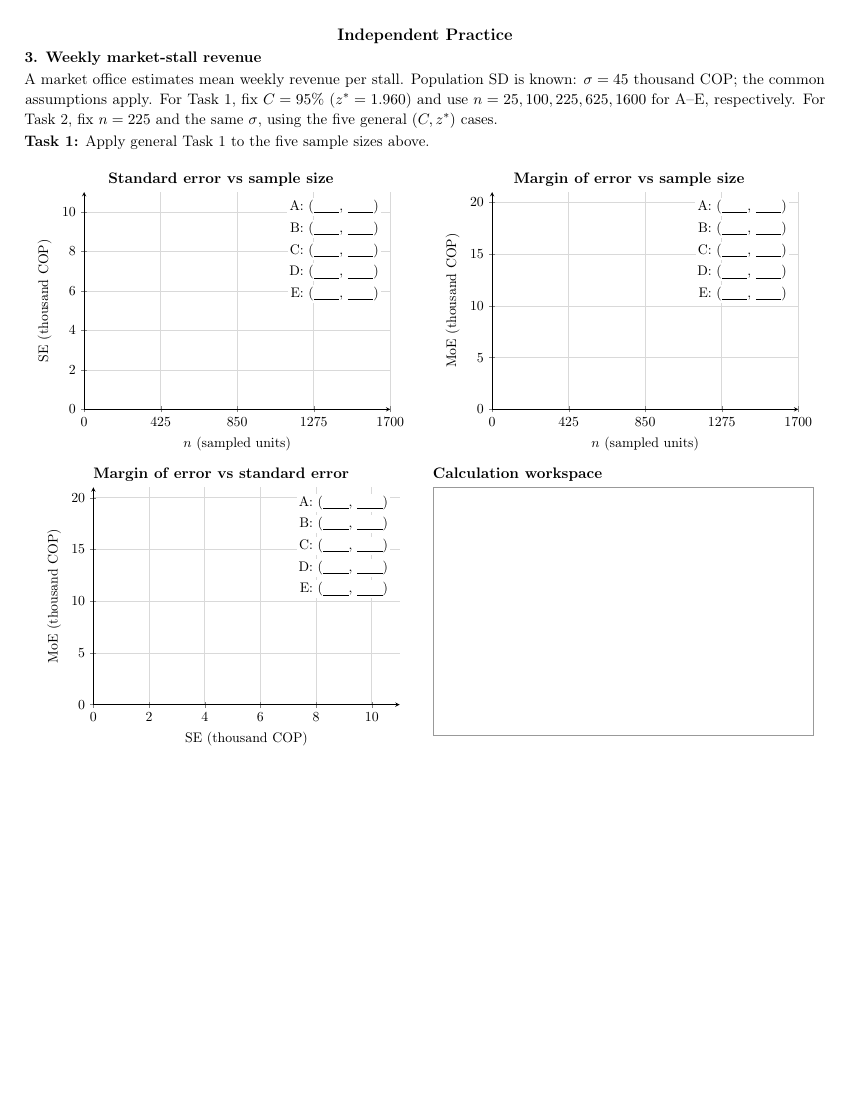 Independent Practice
3. Weekly market-stall revenue
A market office estimates mean weekly revenue per stall. Population SD is known: σ = 45 thousand COP; the common
assumptions apply. For Task 1, fix C = 95% (z* = 1.960) and use n = 25, 100, 225, 625, 1600 for A–E, respectively. For
Task 2, fix n = 225 and the same σ, using the five general (C, z*) cases.
Task 1: Apply general Task 1 to the five sample sizes above.
Standard error vs sample size
A: (___, ___)
B: (___, ___)
C: (___, ___)
D: (___, ___)
E: (___, ___)
10
8
6
4
2
0
SE (thousand COP)
0 425 850 1275 1700
n (sampled units)
Margin of error vs sample size
A: (___, ___)
B: (___, ___)
C: (___, ___)
D: (___, ___)
E: (___, ___)
20
15
10
5
0
MoE (thousand COP)
0 425 850 1275 1700
n (sampled units)
Margin of error vs standard error
A: (___, ___)
B: (___, ___)
C: (___, ___)
D: (___, ___)
E: (___, ___)
20
15
10
5
0
MoE (thousand COP)
0 2 4 6 8 10
SE (thousand COP)
Calculation workspace